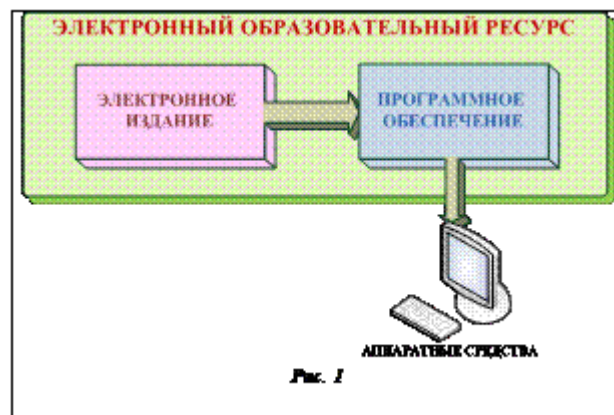 ЭЛЕКТРОННЫЙ ОБРАЗОВАТЕЛЬНЫЙ РЕСУРС
ЭЛЕКТРОННОЕ
ИЗДАНИЕ
ПРОГРАММНОЕ
ОБЕСПЕЧЕНИЕ
АППАРАТНЫЕ СРЕДСТВА
Рис. 1